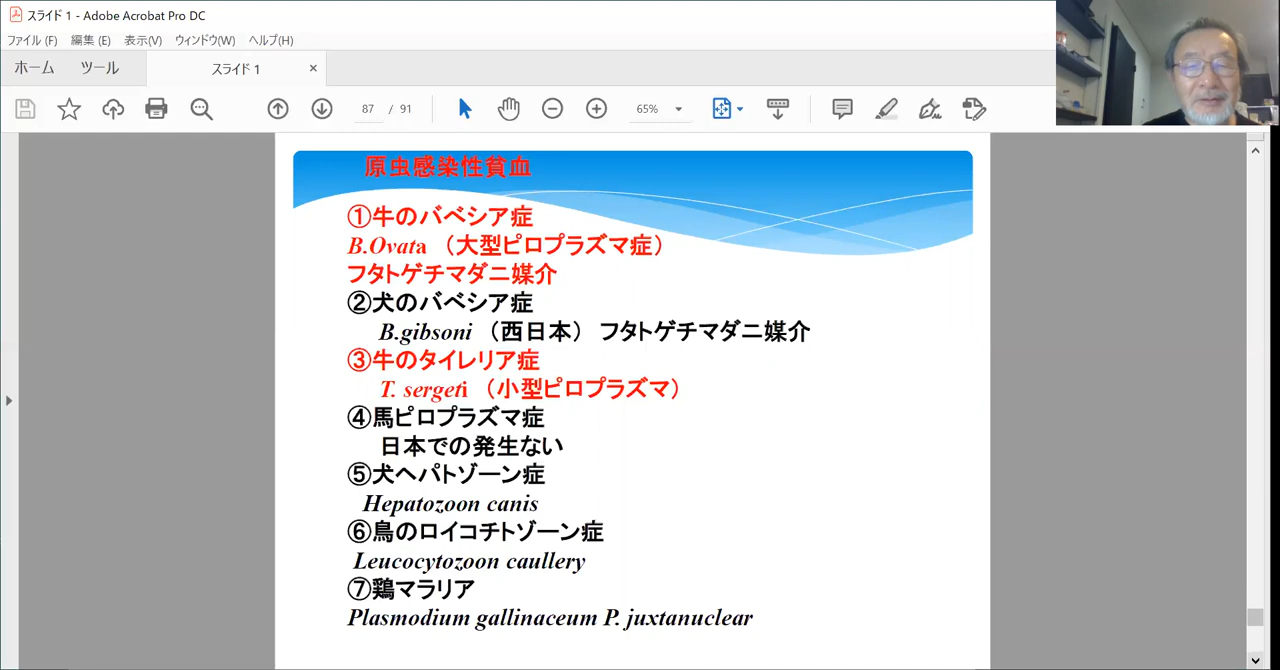 スライド 1 - Adobe Acrobat Pro DC
ファイル (F) 編集 (E) 表示(V) ウィンドウ(W) ヘルプ(H)
ホーム ツール スライド 1 ×
87 / 91 65%
原虫感染性貧血
①牛のバベシア症
B.Ovata （大型ピロプラズマ症）
フタトゲチマダニ媒介
②犬のバベシア症
B.gibsoni （西日本） フタトゲチマダニ媒介
③牛のタイレリア症
T. sergeti （小型ピロプラズマ）
④馬ピロプラズマ症
日本での発生ない
⑤犬ヘパトゾーン症
Hepatozoon canis
⑥鳥のロイコチトゾーン症
Leucocytozoon caullery
⑦鶏マラリア
Plasmodium gallinaceum P. juxtanuclear